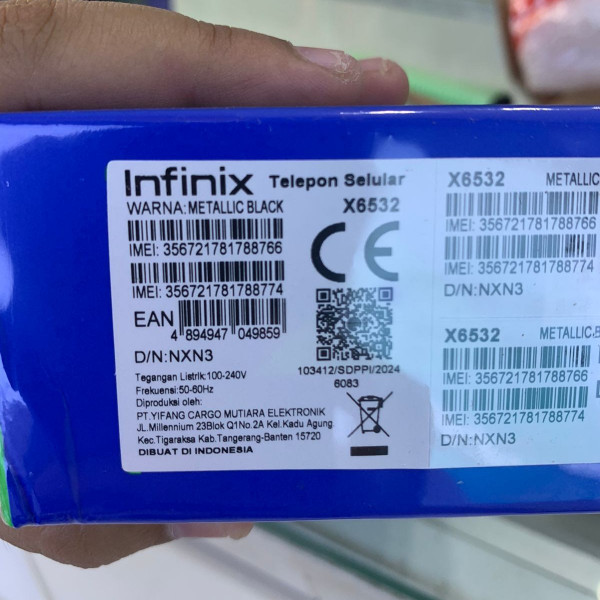 Infinix Telepon Selular
WARNA: METALLIC BLACK X6532
IMEI: 356721781788766
IMEI: 356721781788774
EAN
4 894947 049859
D/N:NXN3
CE
103412/SDPPI/2024
6083
Tegangan Listrik:100-240V
Frekuensi:50-60Hz
Diproduksi oleh:
PT.YIFANG CARGO MUTIARA ELEKTRONIK
JL.Millennium 23Blok Q1No.2A Kel.Kadu Agung
Kec.Tigaraksa Kab.Tangerang-Banten 15720
DIBUAT DI INDONESIA
X6532 METALLIC
IMEI: 356721781788766
IMEI: 356721781788774
D/N:NXN3
X6532 METALLIC
IMEI: 356721781788766
IMEI: 356721781788774
D/N:NXN3